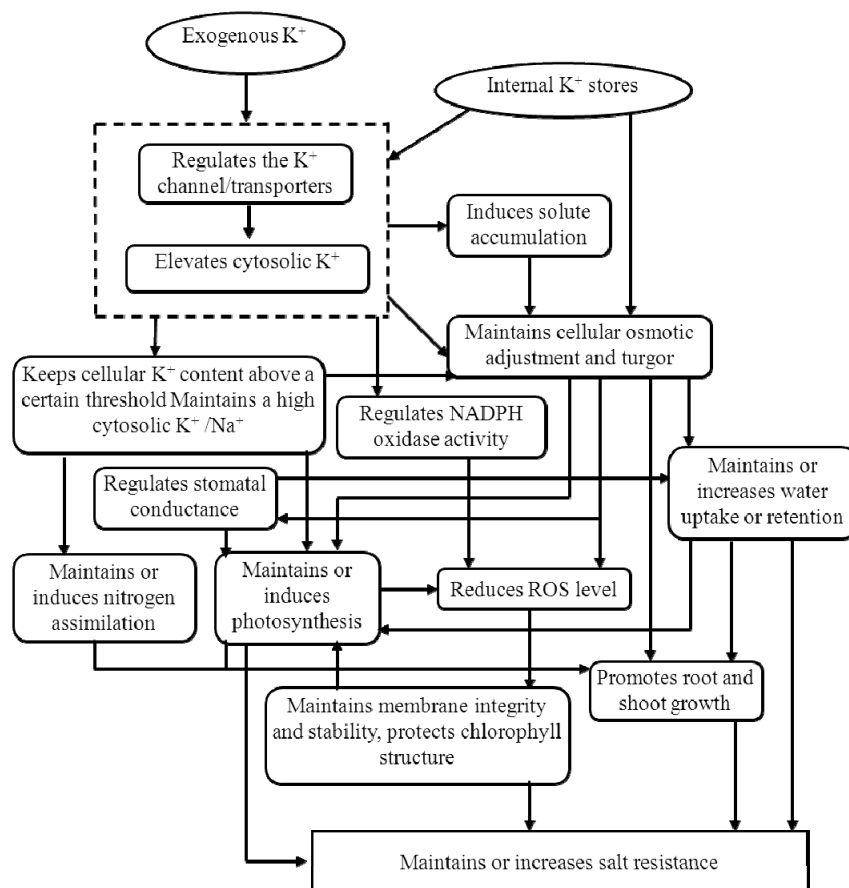 Exogenous K⁺
Internal K⁺ stores
Regulates the K⁺
channel/transporters
Induces solute
accumulation
Elevates cytosolic K⁺
Maintains cellular osmotic
adjustment and turgor
Keeps cellular K⁺ content above a
certain threshold Maintains a high
cytosolic K⁺ /Na⁺
Regulates NADPH
oxidase activity
Maintains or
increases water
uptake or retention
Regulates stomatal
conductance
Maintains or
induces nitrogen
assimilation
Maintains or
induces
photosynthesis
Reduces ROS level
Promotes root and
shoot growth
Maintains membrane integrity
and stability, protects chlorophyll
structure
Maintains or increases salt resistance